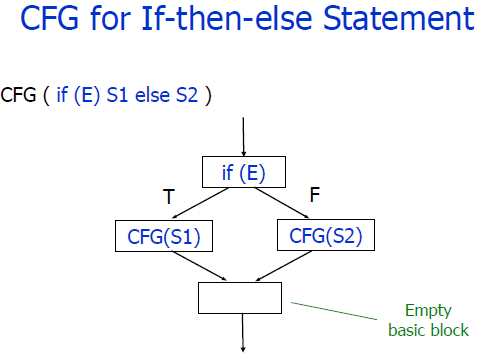 CFG for If-then-else Statement
CFG ( if (E) S1 else S2 )
if (E)
T
F
CFG(S1)
CFG(S2)
Empty
basic block